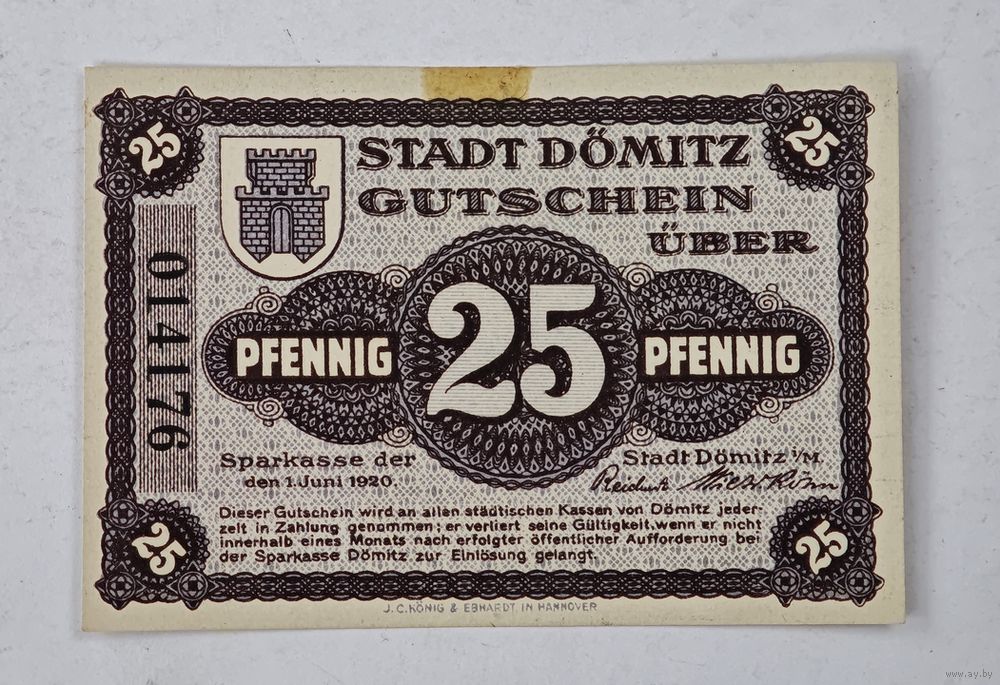 25
25
STADT DÖMITZ
GUTSCHEIN
ÜBER
014176
PFENNIG 25 PFENNIG
Sparkasse der Stadt Dömitz i/M.
den 1. Juni 1920.
Dieser Gutschein wird an allen städtischen Kassen von Dömitz jeder-
zeit in Zahlung genommen; er verliert seine Gültigkeit, wenn er nicht
innerhalb eines Monats nach erfolgter öffentlicher Aufforderung bei
der Sparkasse Dömitz zur Einlösung gelangt.
25
25
J.C.KÖNIG & EBHARDT IN HANNOVER
www.ay.by